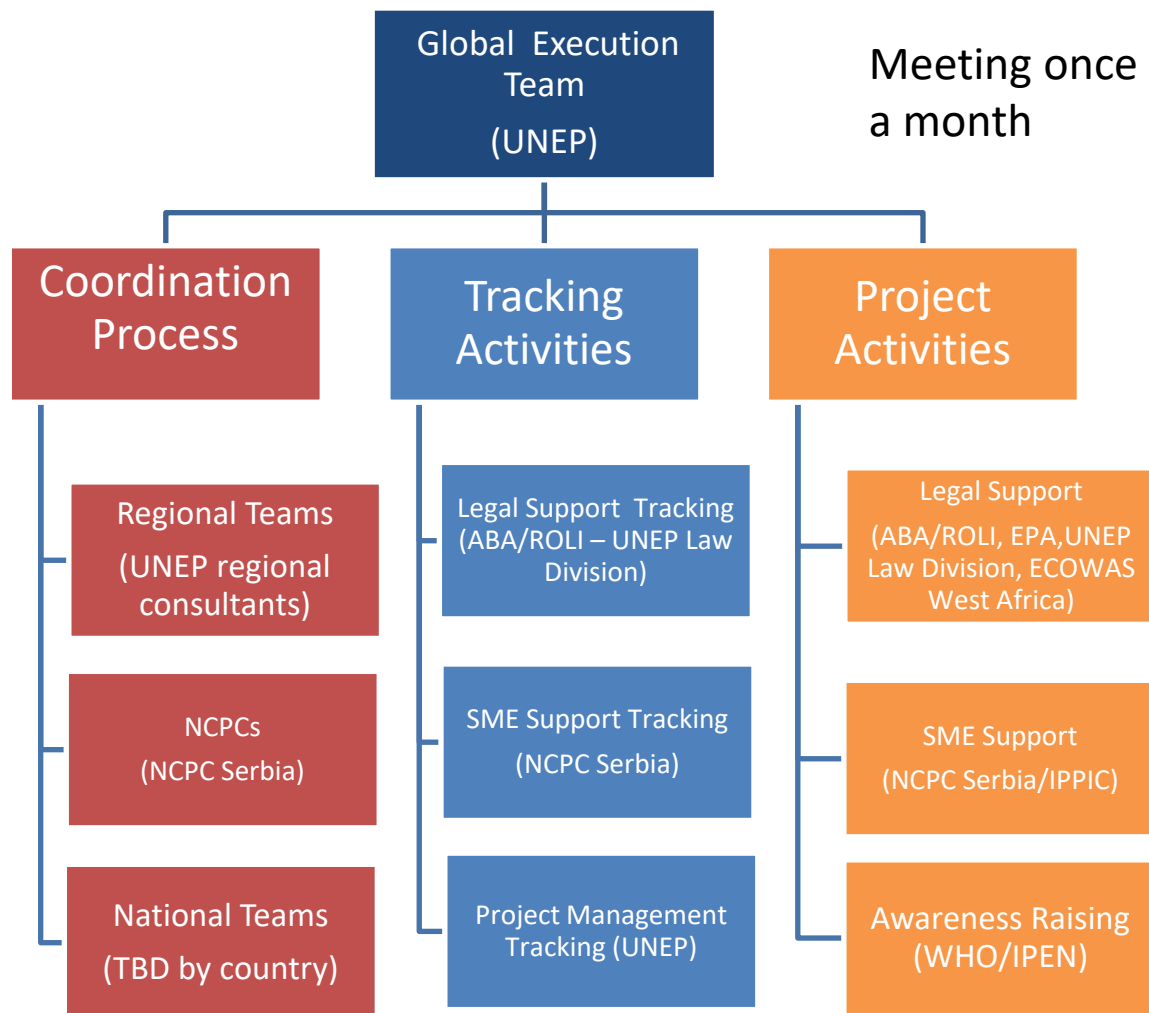 Global Execution
Team
(UNEP)
Meeting once
a month
Coordination
Process
Tracking
Activities
Project
Activities
Regional Teams
(UNEP regional
consultants)
Legal Support Tracking
(ABA/ROLI – UNEP Law
Division)
Legal Support
(ABA/ROLI, EPA,UNEP
Law Division, ECOWAS
West Africa)
NCPCs
(NCPC Serbia)
SME Support Tracking
(NCPC Serbia)
SME Support
(NCPC Serbia/IPPIC)
National Teams
(TBD by country)
Project Management
Tracking (UNEP)
Awareness Raising
(WHO/IPEN)